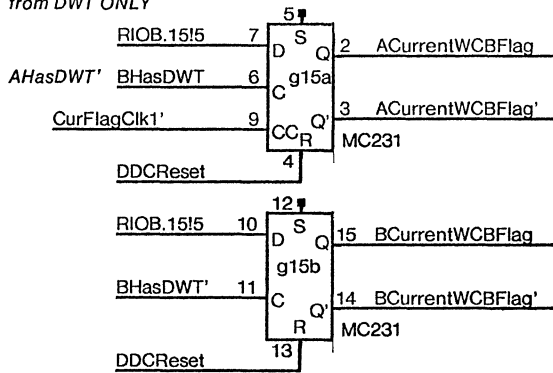 from DWT ONLY
5
RIOB.15!5 7 D S Q 2 ACurrentWCBFlag
AHasDWT' BHasDWT 6 C g15a
CurFlagClk1' 9 CC R Q' 3 ACurrentWCBFlag'
4 MC231
DDCReset
12
RIOB.15!5 10 D S Q 15 BCurrentWCBFlag
g15b
BHasDWT' 11 C Q' 14 BCurrentWCBFlag'
R MC231
13
DDCReset